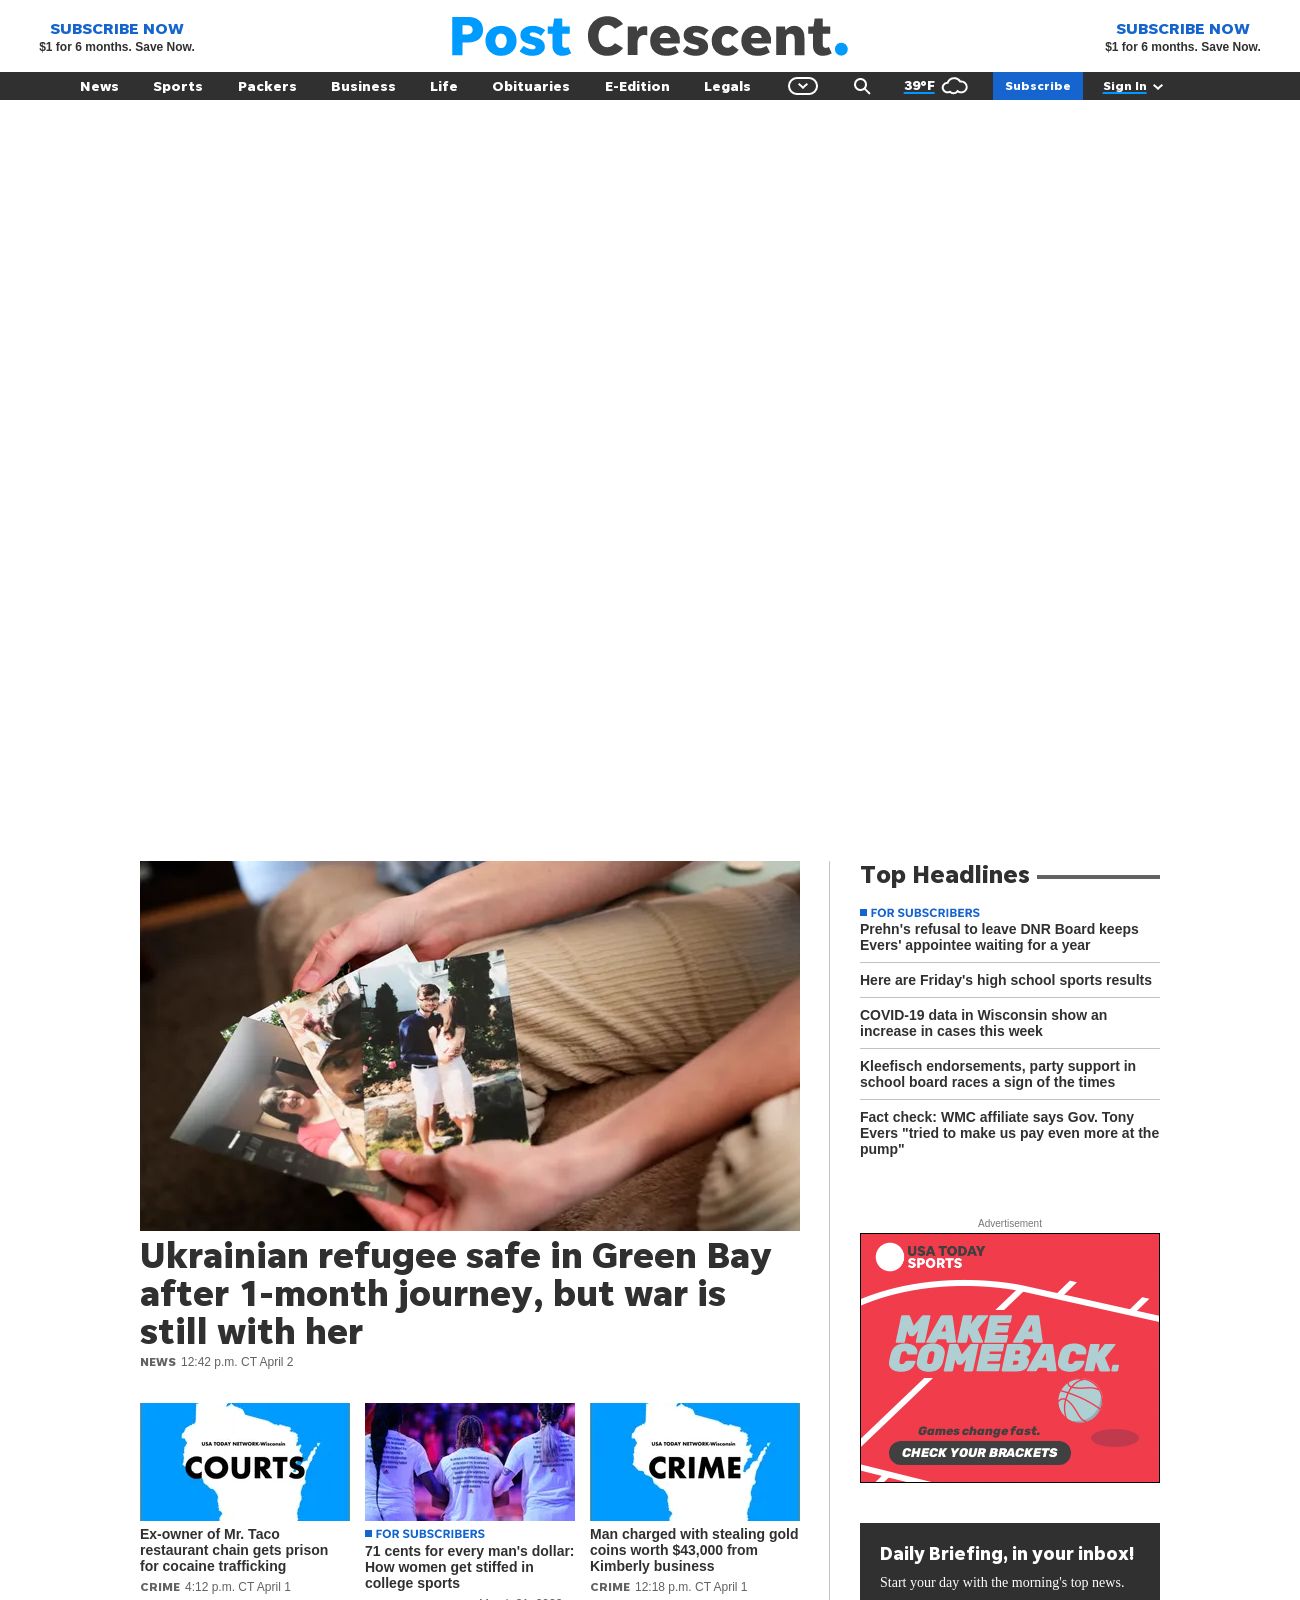 SUBSCRIBE NOW
$1 for 6 months. Save Now.
Post Crescent.
SUBSCRIBE NOW
$1 for 6 months. Save Now.
News Sports Packers Business Life Obituaries E-Edition Legals 39°F Subscribe Sign In
Ukrainian refugee safe in Green Bay
after 1-month journey, but war is
still with her
NEWS 12:42 p.m. CT April 2
USA TODAY NETWORK-Wisconsin
COURTS
Ex-owner of Mr. Taco
restaurant chain gets prison
for cocaine trafficking
CRIME 4:12 p.m. CT April 1
FOR SUBSCRIBERS
71 cents for every man's dollar:
How women get stiffed in
college sports
USA TODAY NETWORK-Wisconsin
CRIME
Man charged with stealing gold
coins worth $43,000 from
Kimberly business
CRIME 12:18 p.m. CT April 1
Top Headlines
FOR SUBSCRIBERS
Prehn's refusal to leave DNR Board keeps
Evers' appointee waiting for a year
Here are Friday's high school sports results
COVID-19 data in Wisconsin show an
increase in cases this week
Kleefisch endorsements, party support in
school board races a sign of the times
Fact check: WMC affiliate says Gov. Tony
Evers "tried to make us pay even more at the
pump"
Advertisement
USA TODAY
SPORTS
MAKE A
COMEBACK.
Games change fast.
CHECK YOUR BRACKETS
Daily Briefing, in your inbox!
Start your day with the morning's top news.